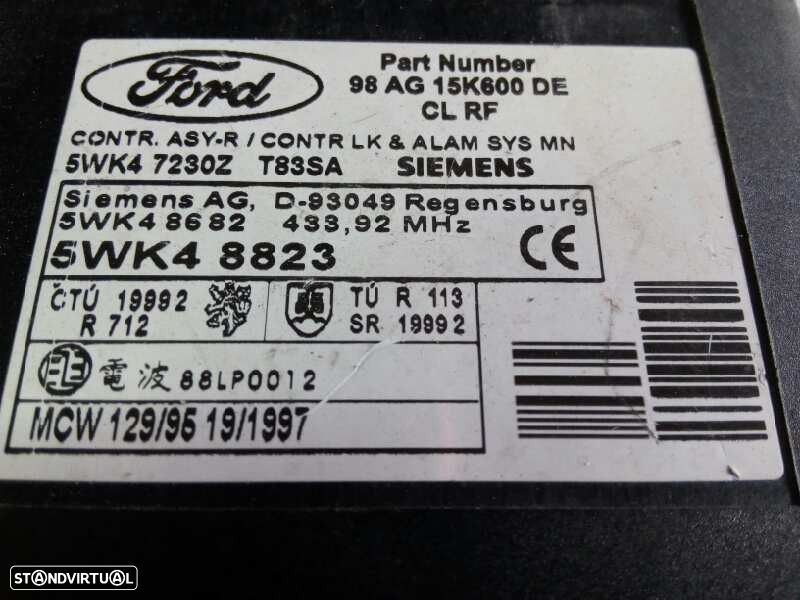 Ford
Part Number
98 AG 15K600 DE
CL RF
CONTR. ASY-R / CONTR LK & ALAM SYS MN
5WK4 7230Z T83SA SIEMENS
Siemens AG, D-93049 Regensburg
5WK4 8682 433,92 MHz
5WK4 8823 CE
ČTÚ 19992
R 712
TÚ R 113
SR 19992
電波 88LP0012
MCW 129/95 19/1997
STANDVIRTUAL